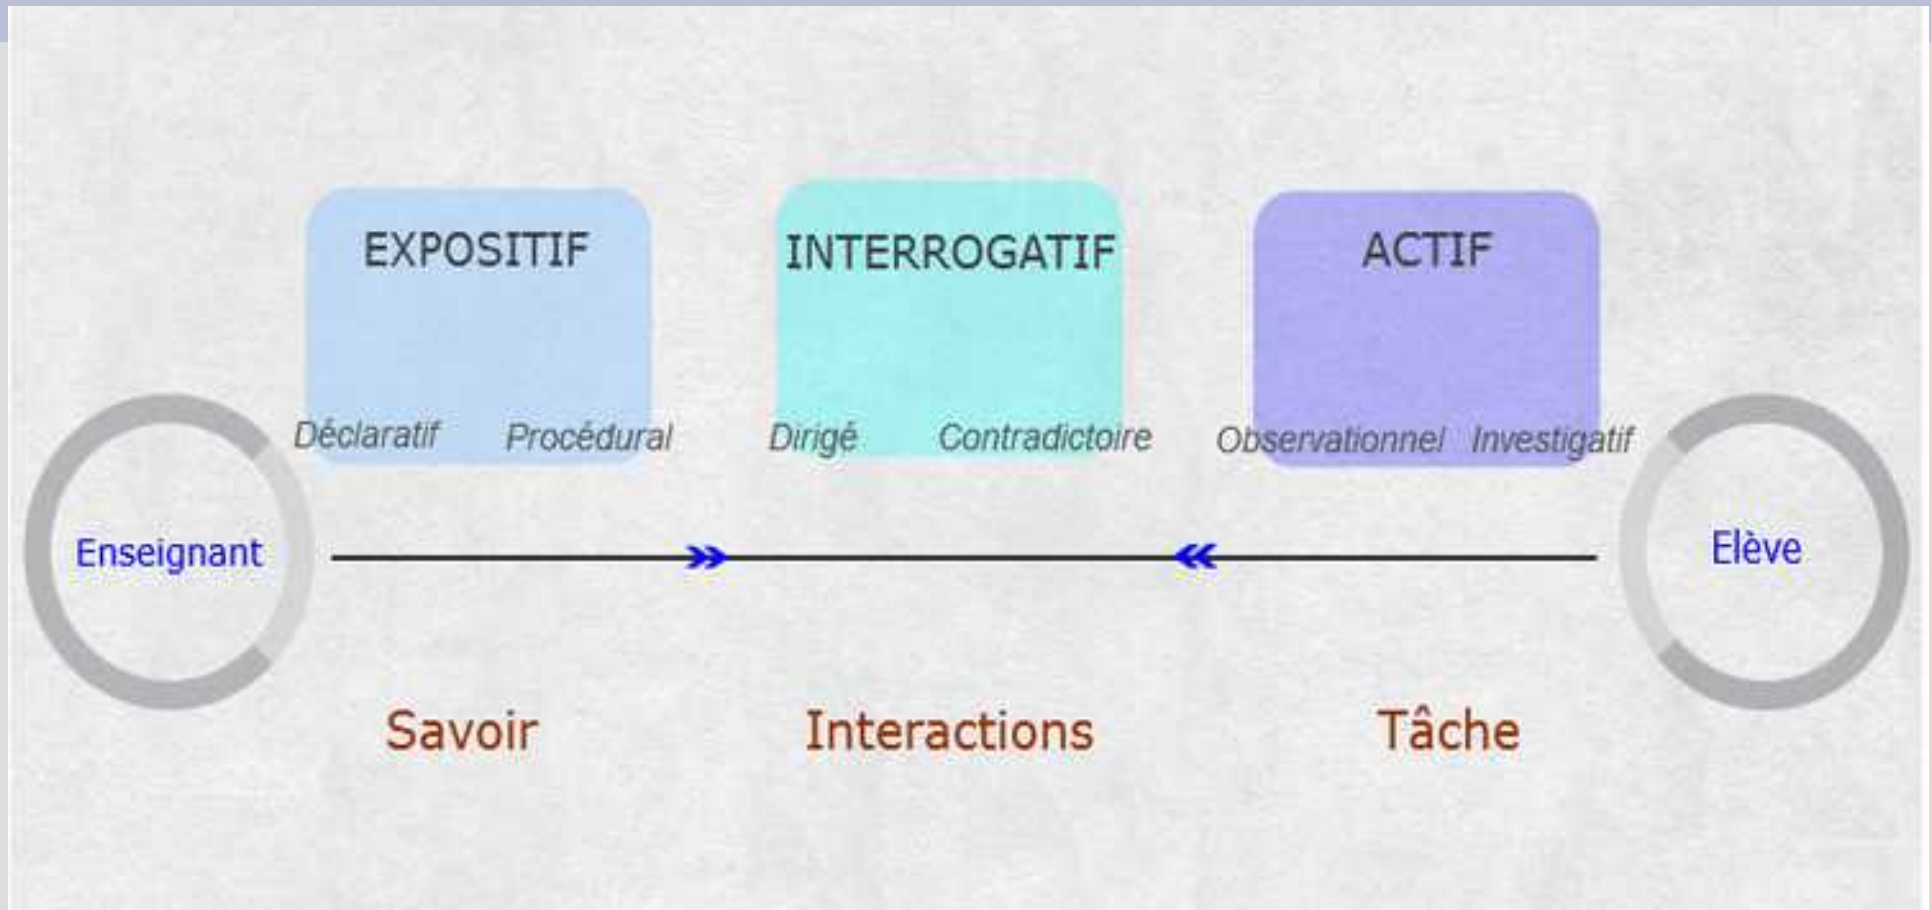 EXPOSITIF
INTERROGATIF
ACTIF
Déclaratif Procédural
Dirigé Contradictoire
Observationnel Investigatif
Enseignant
Elève
Savoir
Interactions
Tâche